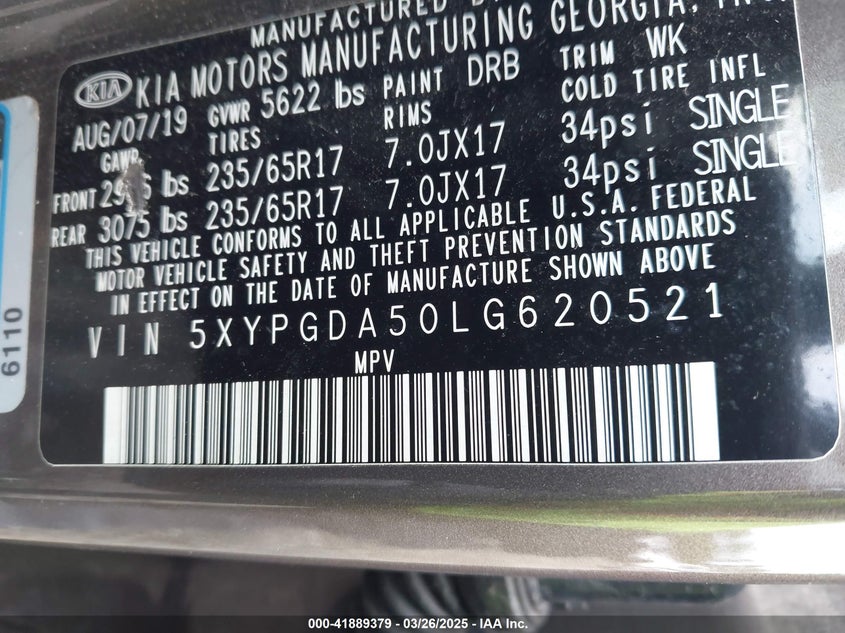 MANUFACTURED
KIA KIA MOTORS MANUFACTURING GEORGIA, INC.
AUG/07/19 GVWR 5622 lbs PAINT DRB TRIM WK
GAWR TIRES RIMS COLD TIRE INFL
FRONT lbs 235/65R17 7.0JX17 34psi SINGLE
REAR 3075 lbs 235/65R17 7.0JX17 34psi SINGLE
THIS VEHICLE CONFORMS TO ALL APPLICABLE U.S.A. FEDERAL
MOTOR VEHICLE SAFETY AND THEFT PREVENTION STANDARDS
IN EFFECT ON THE DATE OF MANUFACTURE SHOWN ABOVE
VIN 5XYPGDA50LG620521
MPV
6110
000-41889379 | 03/26/2025 - IAA Inc.